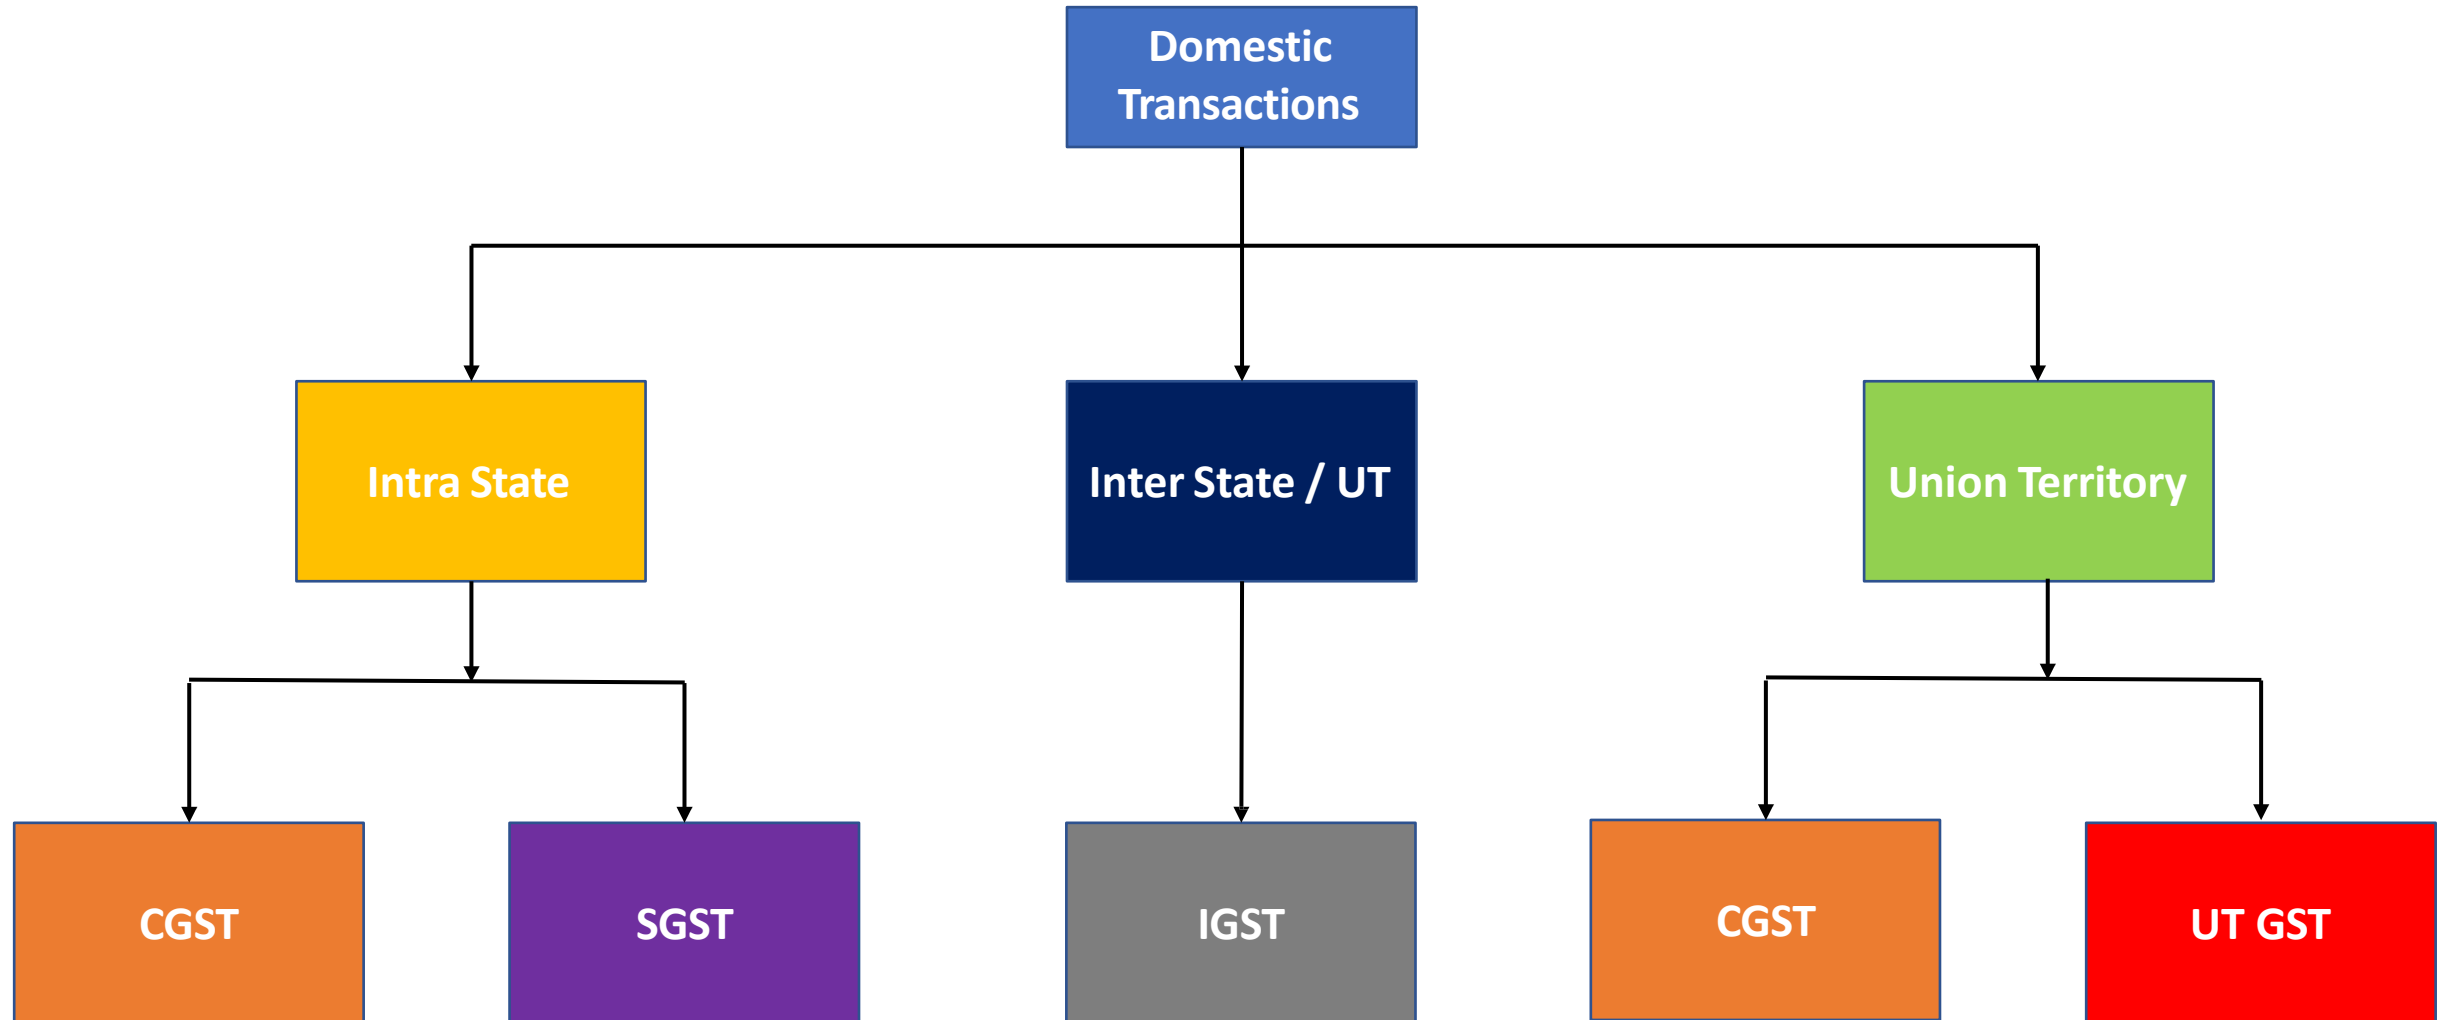 Domestic
Transactions
Intra State
Inter State / UT
Union Territory
CGST
SGST
IGST
CGST
UT GST